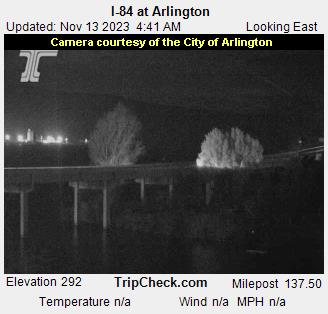 I-84 at Arlington
Updated: Nov 13 2023 4:41 AM Looking East
Camera courtesy of the City of Arlington
Elevation 292 TripCheck.com Milepost 137.50
Temperature n/a Wind n/a MPH n/a